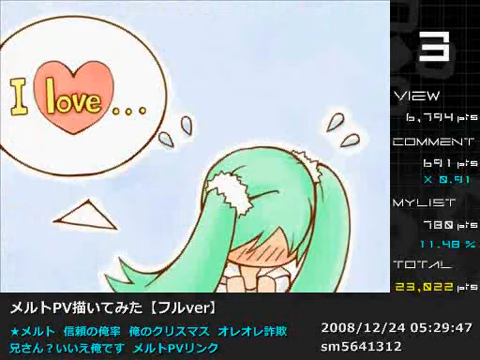 I love...
3
VIEW
6,794 pts
COMMENT
691 pts
× 0.91
MYLIST
780 pts
11.48 %
TOTAL
23,022 pts
メルトPV描いてみた【フルver】
★メルト 信頼の俺率 俺のクリスマス オレオレ詐欺
兄さん?いいえ俺です メルトPVリンク
2008/12/24 05:29:47
sm5641312